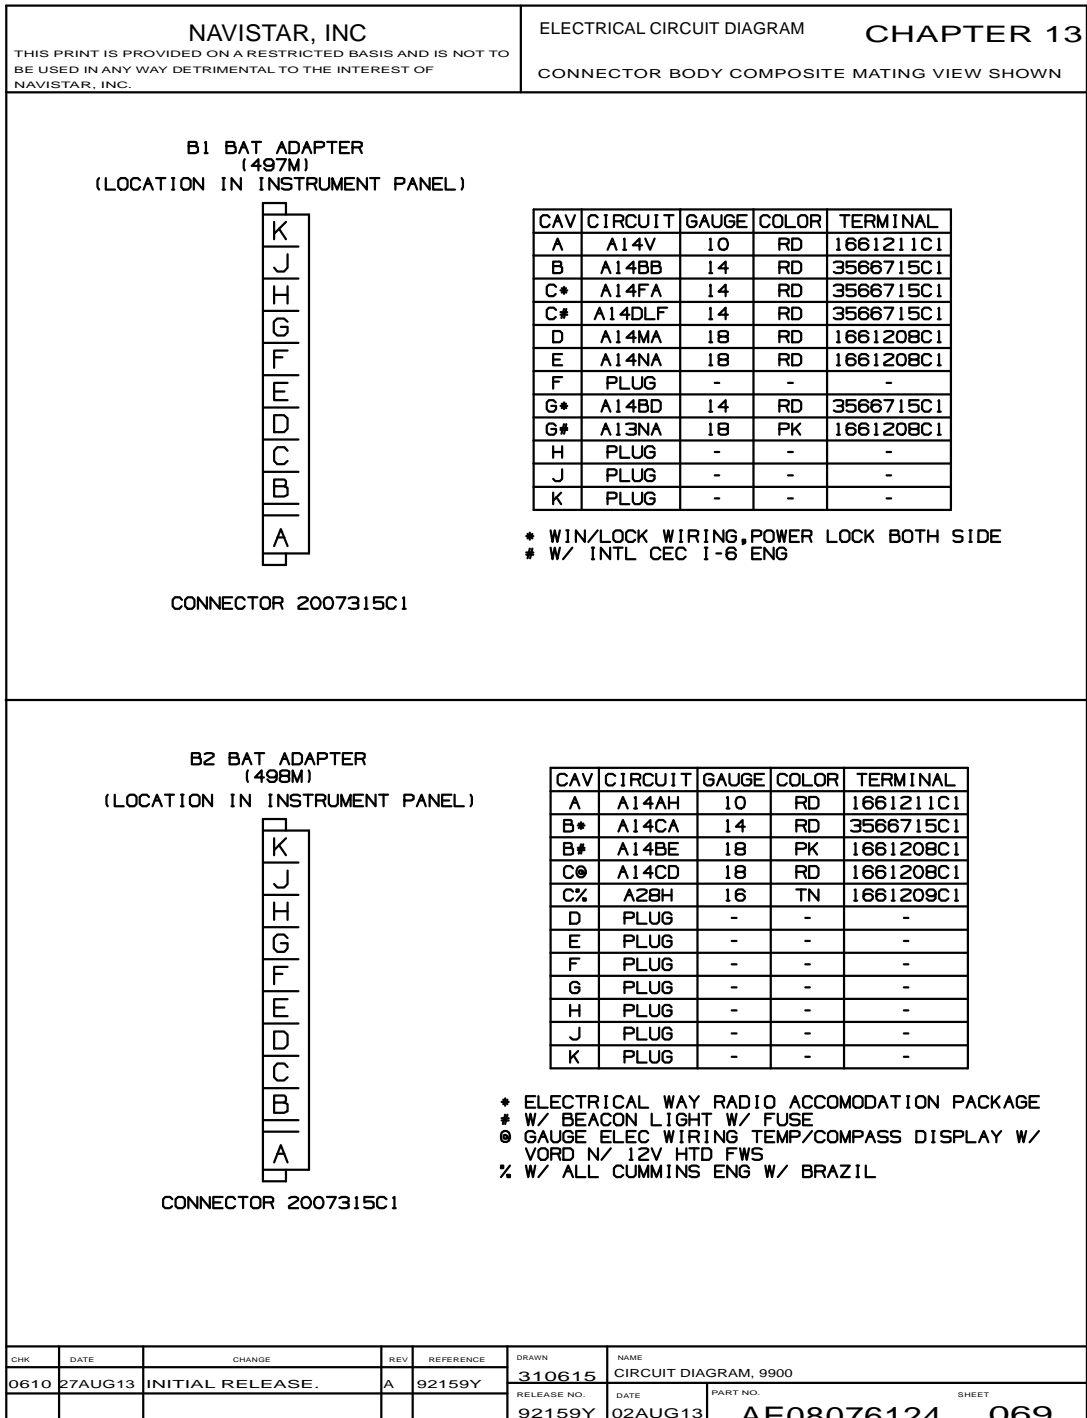 NAVISTAR, INC
THIS PRINT IS PROVIDED ON A RESTRICTED BASIS AND IS NOT TO
BE USED IN ANY WAY DETRIMENTAL TO THE INTEREST OF
NAVISTAR, INC.
ELECTRICAL CIRCUIT DIAGRAM
CHAPTER 13
CONNECTOR BODY COMPOSITE MATING VIEW SHOWN
B1 BAT ADAPTER
(497M)
(LOCATION IN INSTRUMENT PANEL)
K
J
H
G
F
E
D
C
B
A
CONNECTOR 2007315C1
CAV CIRCUIT GAUGE COLOR TERMINAL
A A14V 10 RD 1661211C1
B A14BB 14 RD 3566715C1
C* A14FA 14 RD 3566715C1
C# A14DLF 14 RD 3566715C1
D A14MA 18 RD 1661208C1
E A14NA 18 RD 1661208C1
F PLUG - - -
G* A14BD 14 RD 3566715C1
G# A13NA 18 PK 1661208C1
H PLUG - - -
J PLUG - - -
K PLUG - - -
* WIN/LOCK WIRING,POWER LOCK BOTH SIDE
# W/ INTL CEC I-6 ENG
B2 BAT ADAPTER
(498M)
(LOCATION IN INSTRUMENT PANEL)
K
J
H
G
F
E
D
C
B
A
CONNECTOR 2007315C1
CAV CIRCUIT GAUGE COLOR TERMINAL
A A14AH 10 RD 1661211C1
B* A14CA 14 RD 3566715C1
B# A14BE 18 PK 1661208C1
C@ A14CD 18 RD 1661208C1
C% A28H 16 TN 1661209C1
D PLUG - - -
E PLUG - - -
F PLUG - - -
G PLUG - - -
H PLUG - - -
J PLUG - - -
K PLUG - - -
* ELECTRICAL WAY RADIO ACCOMODATION PACKAGE
# W/ BEACON LIGHT W/ FUSE
@ GAUGE ELEC WIRING TEMP/COMPASS DISPLAY W/
VORD N/ 12V HTD FWS
% W/ ALL CUMMINS ENG W/ BRAZIL
CHK DATE CHANGE REV REFERENCE
0610 27AUG13 INITIAL RELEASE. A 92159Y
DRAWN
310615
NAME
CIRCUIT DIAGRAM, 9900
RELEASE NO.
92159Y
DATE
02AUG13
PART NO.
AE08076124
SHEET
069